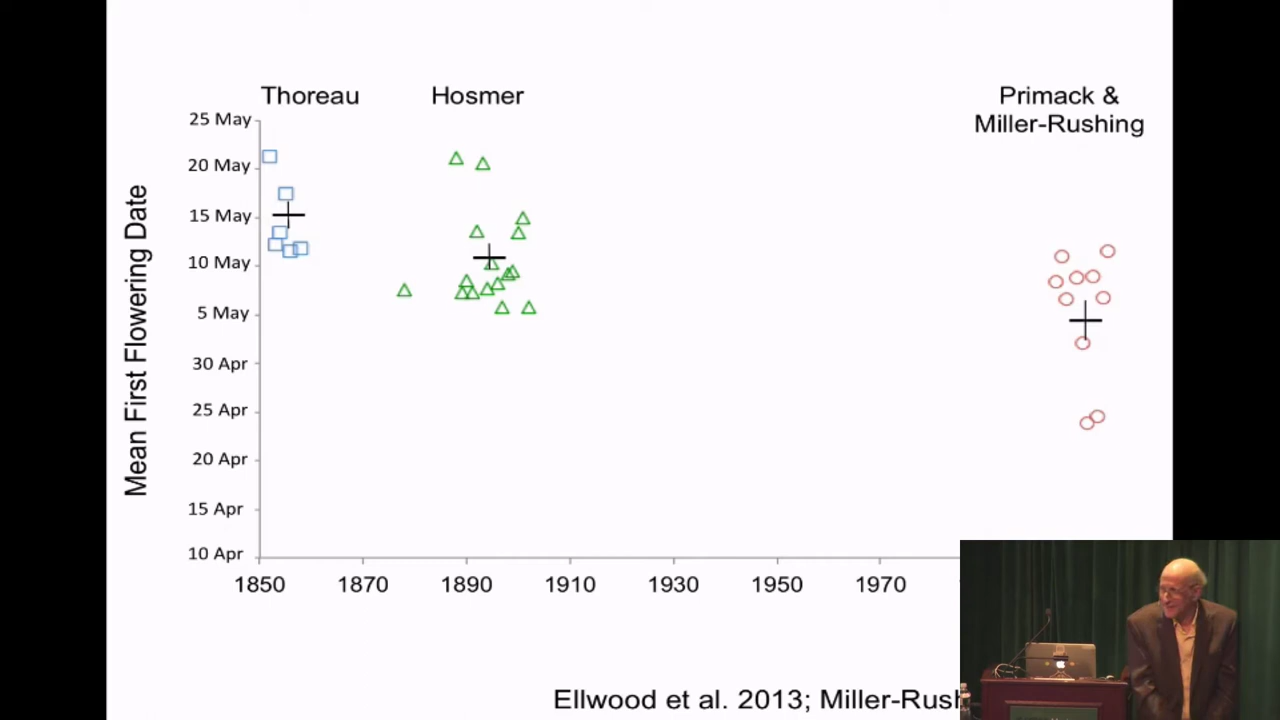 Thoreau
Hosmer
Primack &
Miller-Rushing
25 May
20 May
15 May
10 May
5 May
30 Apr
25 Apr
20 Apr
15 Apr
10 Apr
Mean First Flowering Date
1850 1870 1890 1910 1930 1950 1970
Ellwood et al. 2013; Miller-Rush